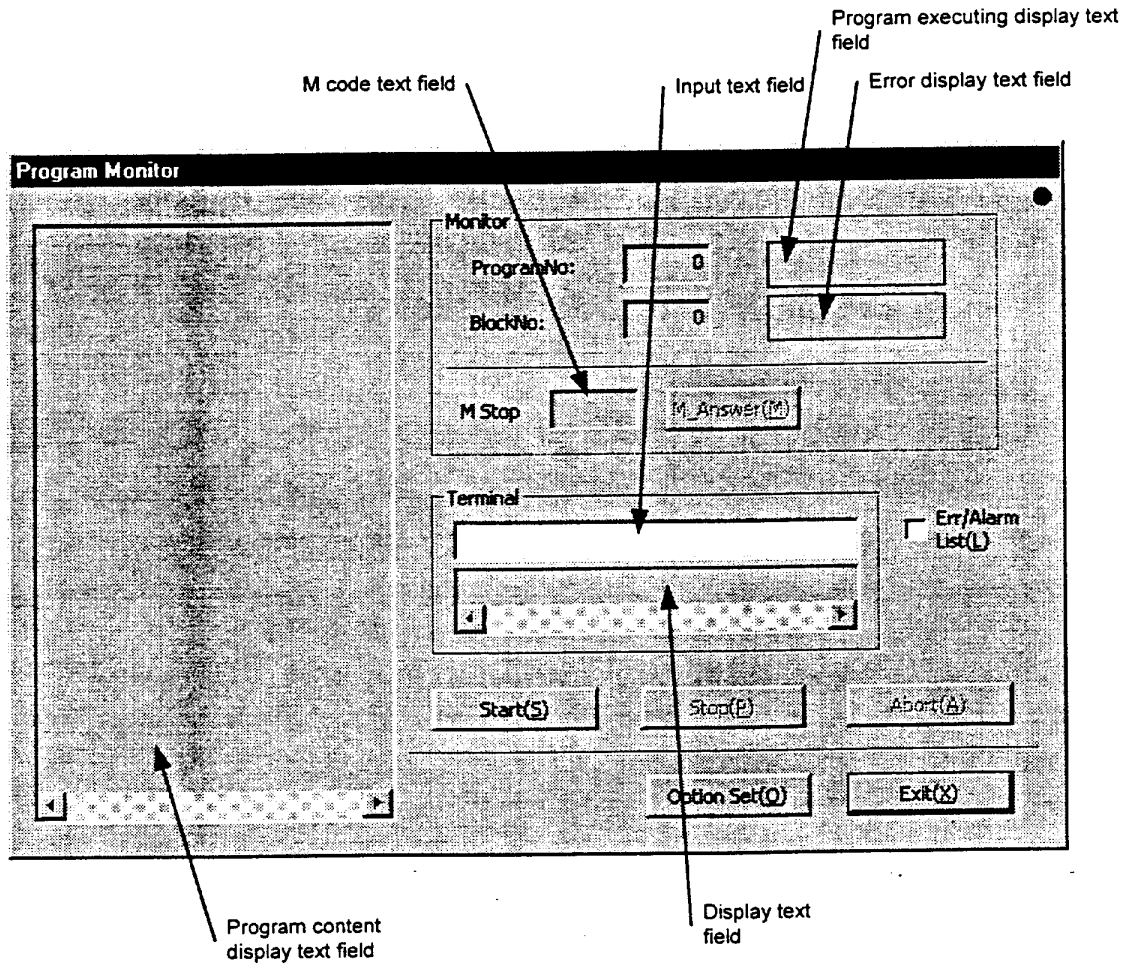 Program executing display text
field
M code text field
Input text field
Error display text field
Program Monitor
Monitor
ProgramNo:
0
BlockNo:
0
M Stop
M_Answer(M)
Terminal
Err/Alarm
List(L)
Start(S)
Stop(P)
Abort(A)
Option Set(O)
Exit(X)
Program content
display text field
Display text
field